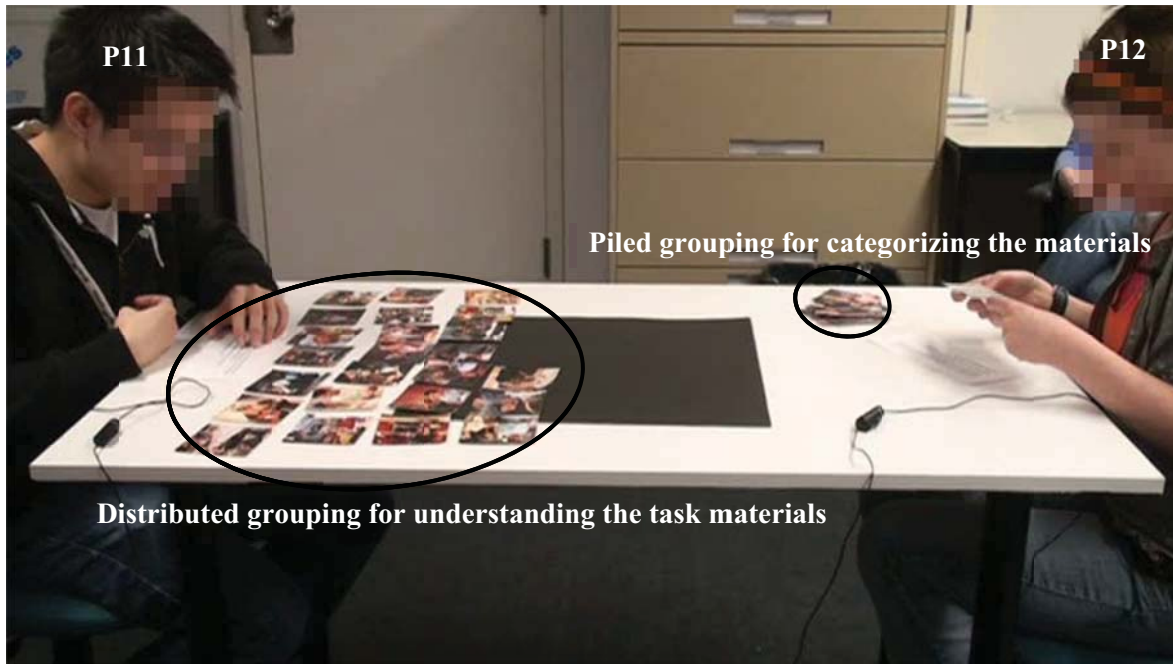 P11
P12
Piled grouping for categorizing the materials
Distributed grouping for understanding the task materials